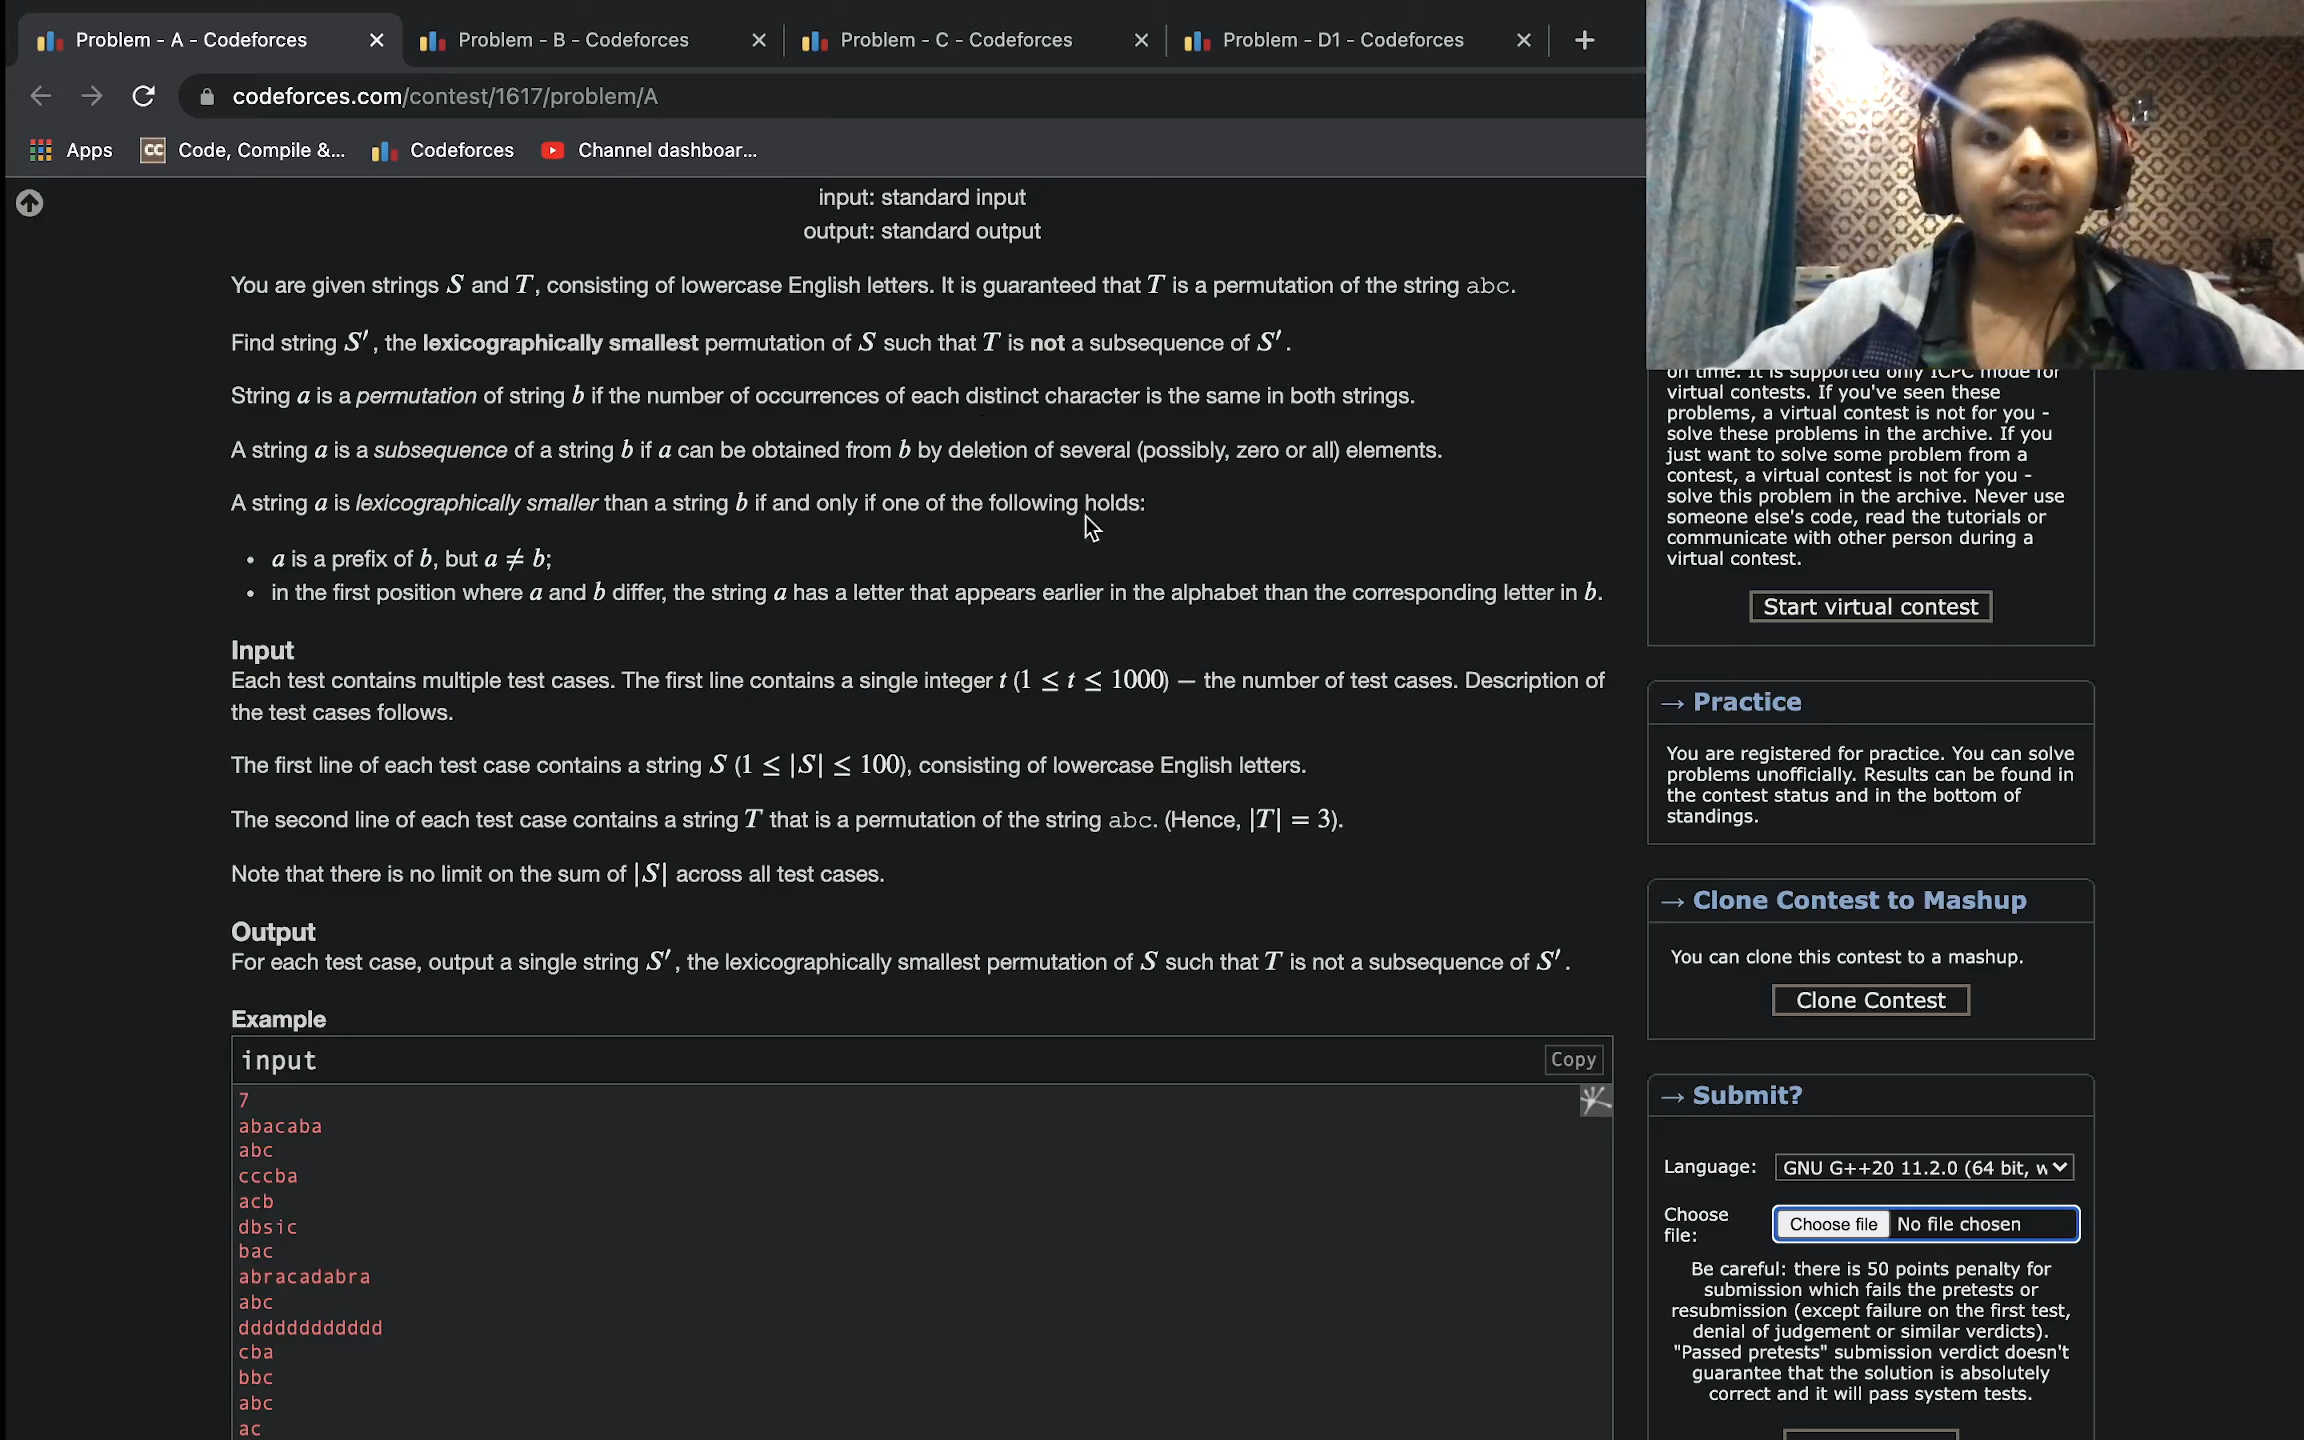 Problem - A - Codeforces
Problem - B - Codeforces
Problem - C - Codeforces
Problem - D1 - Codeforces
codeforces.com/contest/1617/problem/A
Apps
CC Code, Compile &...
Codeforces
Channel dashboar...
input: standard input
output: standard output
You are given strings S and T, consisting of lowercase English letters. It is guaranteed that T is a permutation of the string abc.
Find string S′, the lexicographically smallest permutation of S such that T is not a subsequence of S′.
String a is a permutation of string b if the number of occurrences of each distinct character is the same in both strings.
A string a is a subsequence of a string b if a can be obtained from b by deletion of several (possibly, zero or all) elements.
A string a is lexicographically smaller than a string b if and only if one of the following holds:
• a is a prefix of b, but a ≠ b;
• in the first position where a and b differ, the string a has a letter that appears earlier in the alphabet than the corresponding letter in b.
Input
Each test contains multiple test cases. The first line contains a single integer t (1 ≤ t ≤ 1000) — the number of test cases. Description of
the test cases follows.
The first line of each test case contains a string S (1 ≤ |S| ≤ 100), consisting of lowercase English letters.
The second line of each test case contains a string T that is a permutation of the string abc. (Hence, |T| = 3).
Note that there is no limit on the sum of |S| across all test cases.
Output
For each test case, output a single string S′, the lexicographically smallest permutation of S such that T is not a subsequence of S′.
Example
input
Copy
7
abacaba
abc
cccba
acb
dbsic
bac
abracadabra
abc
dddddddddddd
cba
bbc
abc
ac
on time. It is supported only ICPC mode for
virtual contests. If you've seen these
problems, a virtual contest is not for you -
solve these problems in the archive. If you
just want to solve some problem from a
contest, a virtual contest is not for you -
solve this problem in the archive. Never use
someone else's code, read the tutorials or
communicate with other person during a
virtual contest.
Start virtual contest
→ Practice
You are registered for practice. You can solve
problems unofficially. Results can be found in
the contest status and in the bottom of
standings.
→ Clone Contest to Mashup
You can clone this contest to a mashup.
Clone Contest
→ Submit?
Language: GNU G++20 11.2.0 (64 bit, w
Choose
file:
Choose file No file chosen
Be careful: there is 50 points penalty for
submission which fails the pretests or
resubmission (except failure on the first test,
denial of judgement or similar verdicts).
"Passed pretests" submission verdict doesn't
guarantee that the solution is absolutely
correct and it will pass system tests.